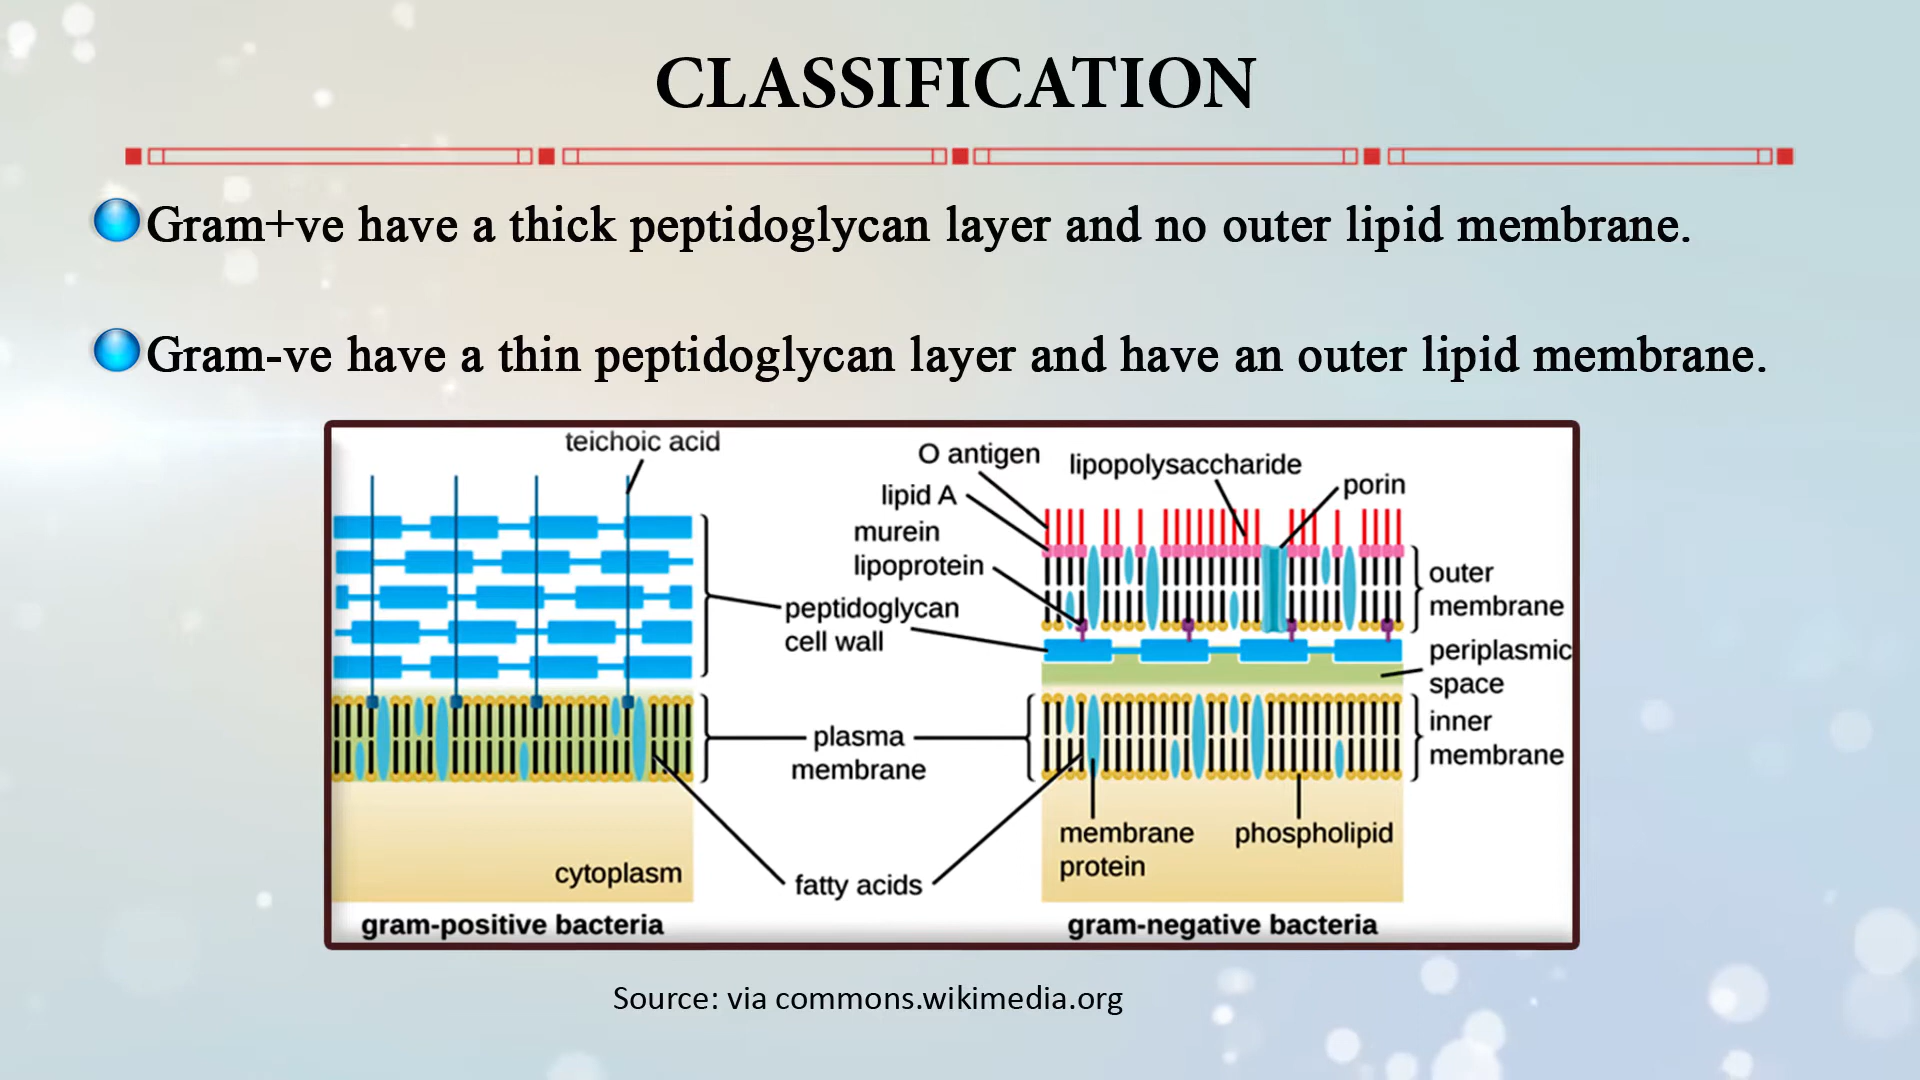 CLASSIFICATION
Gram+ve have a thick peptidoglycan layer and no outer lipid membrane.
Gram-ve have a thin peptidoglycan layer and have an outer lipid membrane.
teichoic acid
peptidoglycan
cell wall
plasma
membrane
fatty acids
cytoplasm
gram-positive bacteria
O antigen
lipopolysaccharide
porin
lipid A
murein
lipoprotein
outer
membrane
periplasmic
space
inner
membrane
membrane
protein
phospholipid
gram-negative bacteria
Source: via commons.wikimedia.org